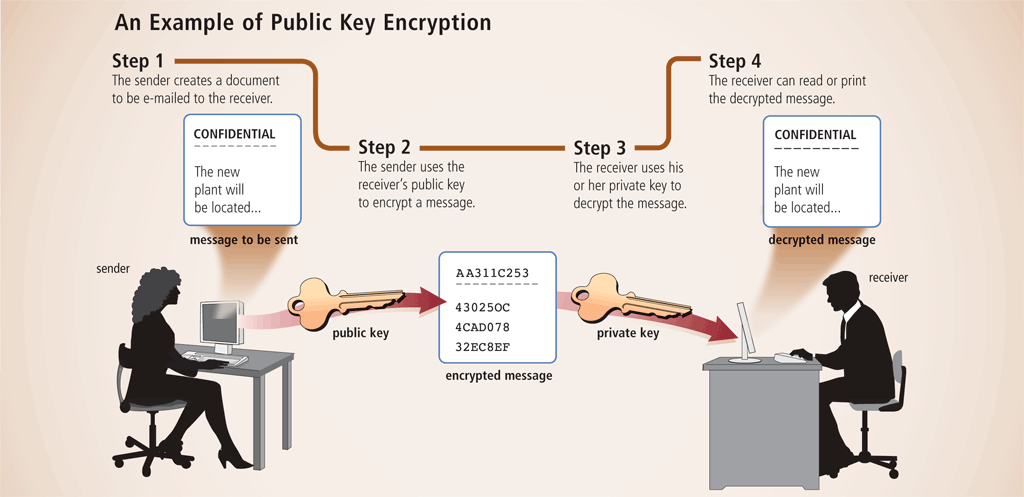 An Example of Public Key Encryption
Step 1
The sender creates a document
to be e-mailed to the receiver.
CONFIDENTIAL
The new
plant will
be located...
message to be sent
Step 2
The sender uses the
receiver's public key
to encrypt a message.
Step 3
The receiver uses his
or her private key to
decrypt the message.
Step 4
The receiver can read or print
the decrypted message.
CONFIDENTIAL
The new
plant will
be located...
decrypted message
sender
public key
AA311C253
43025OC
4CAD078
32EC8EF
encrypted message
private key
receiver